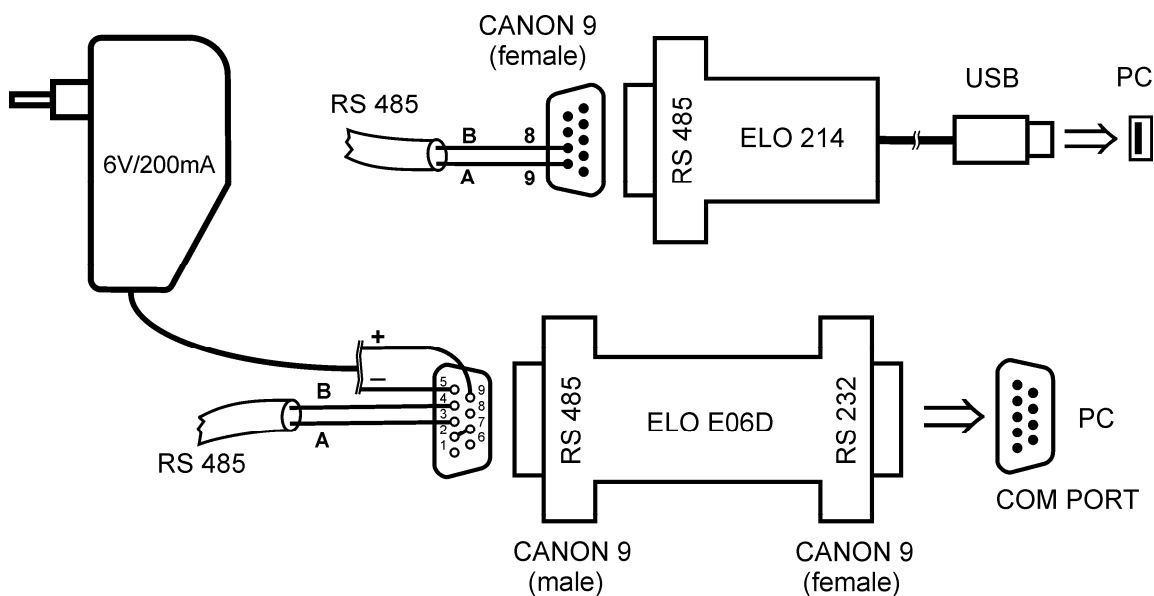 CANON 9
(female)
RS 485
B
8
A
9
RS 485
ELO 214
USB
PC
6V/200mA
+
–
B
A
RS 485
5
4
3
2
1
9
8
7
6
RS 485
ELO E06D
RS 232
PC
COM PORT
CANON 9
(male)
CANON 9
(female)